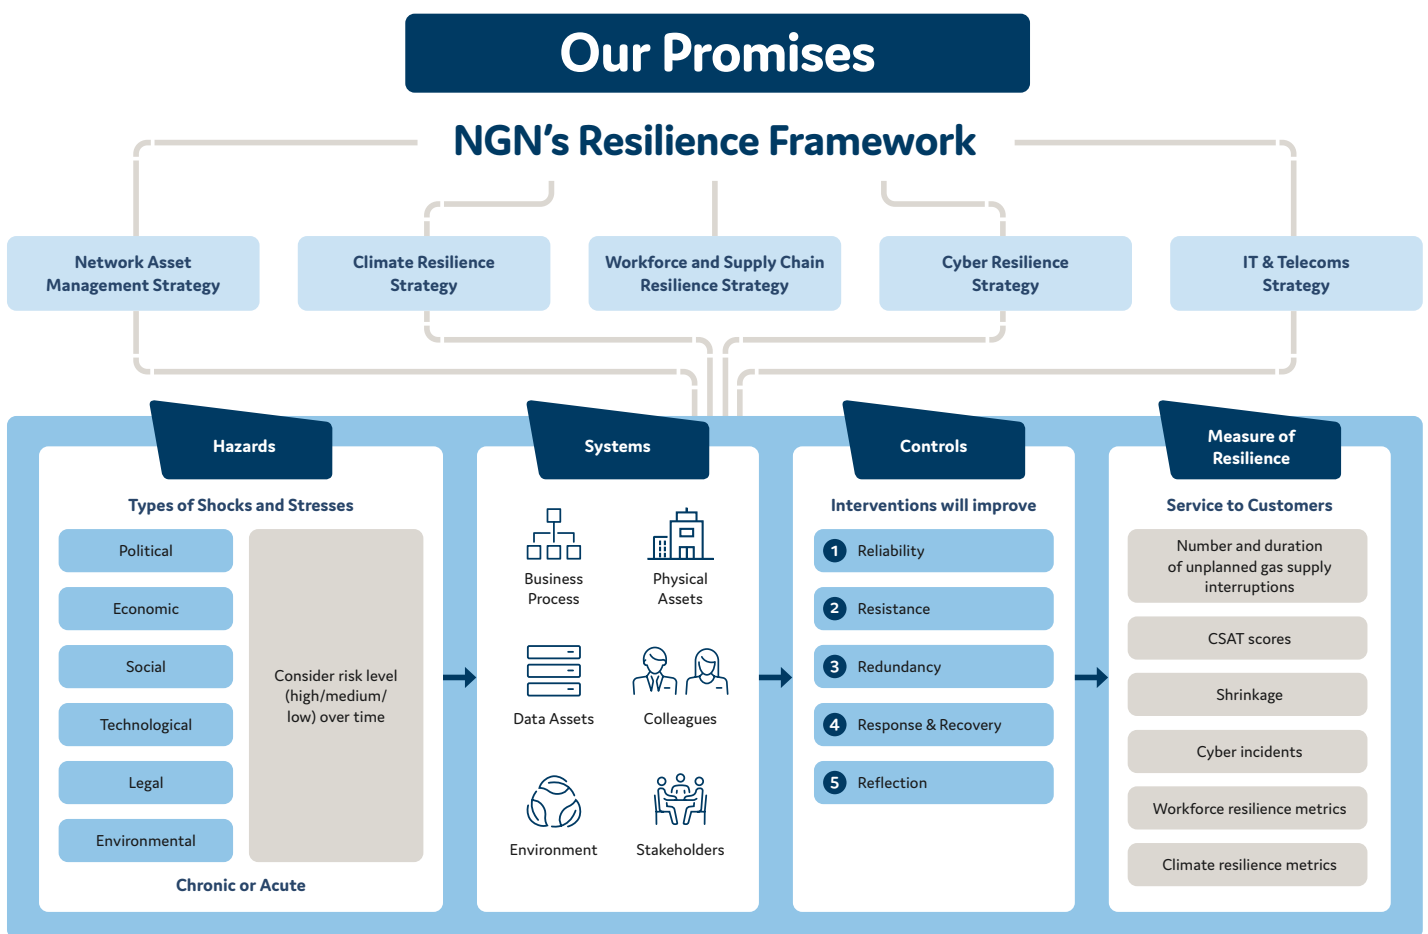 Our Promises
NGN's Resilience Framework
Network Asset
Management Strategy
Climate Resilience
Strategy
Workforce and Supply Chain
Resilience Strategy
Cyber Resilience
Strategy
IT & Telecoms
Strategy
Hazards
Types of Shocks and Stresses
Political
Economic
Social
Technological
Legal
Environmental
Consider risk level
(high/medium/
low) over time
Chronic or Acute
Systems
Business
Process
Physical
Assets
Data Assets
Colleagues
Environment
Stakeholders
Controls
Interventions will improve
1 Reliability
2 Resistance
3 Redundancy
4 Response & Recovery
5 Reflection
Measure of
Resilience
Service to Customers
Number and duration
of unplanned gas supply
interruptions
CSAT scores
Shrinkage
Cyber incidents
Workforce resilience metrics
Climate resilience metrics